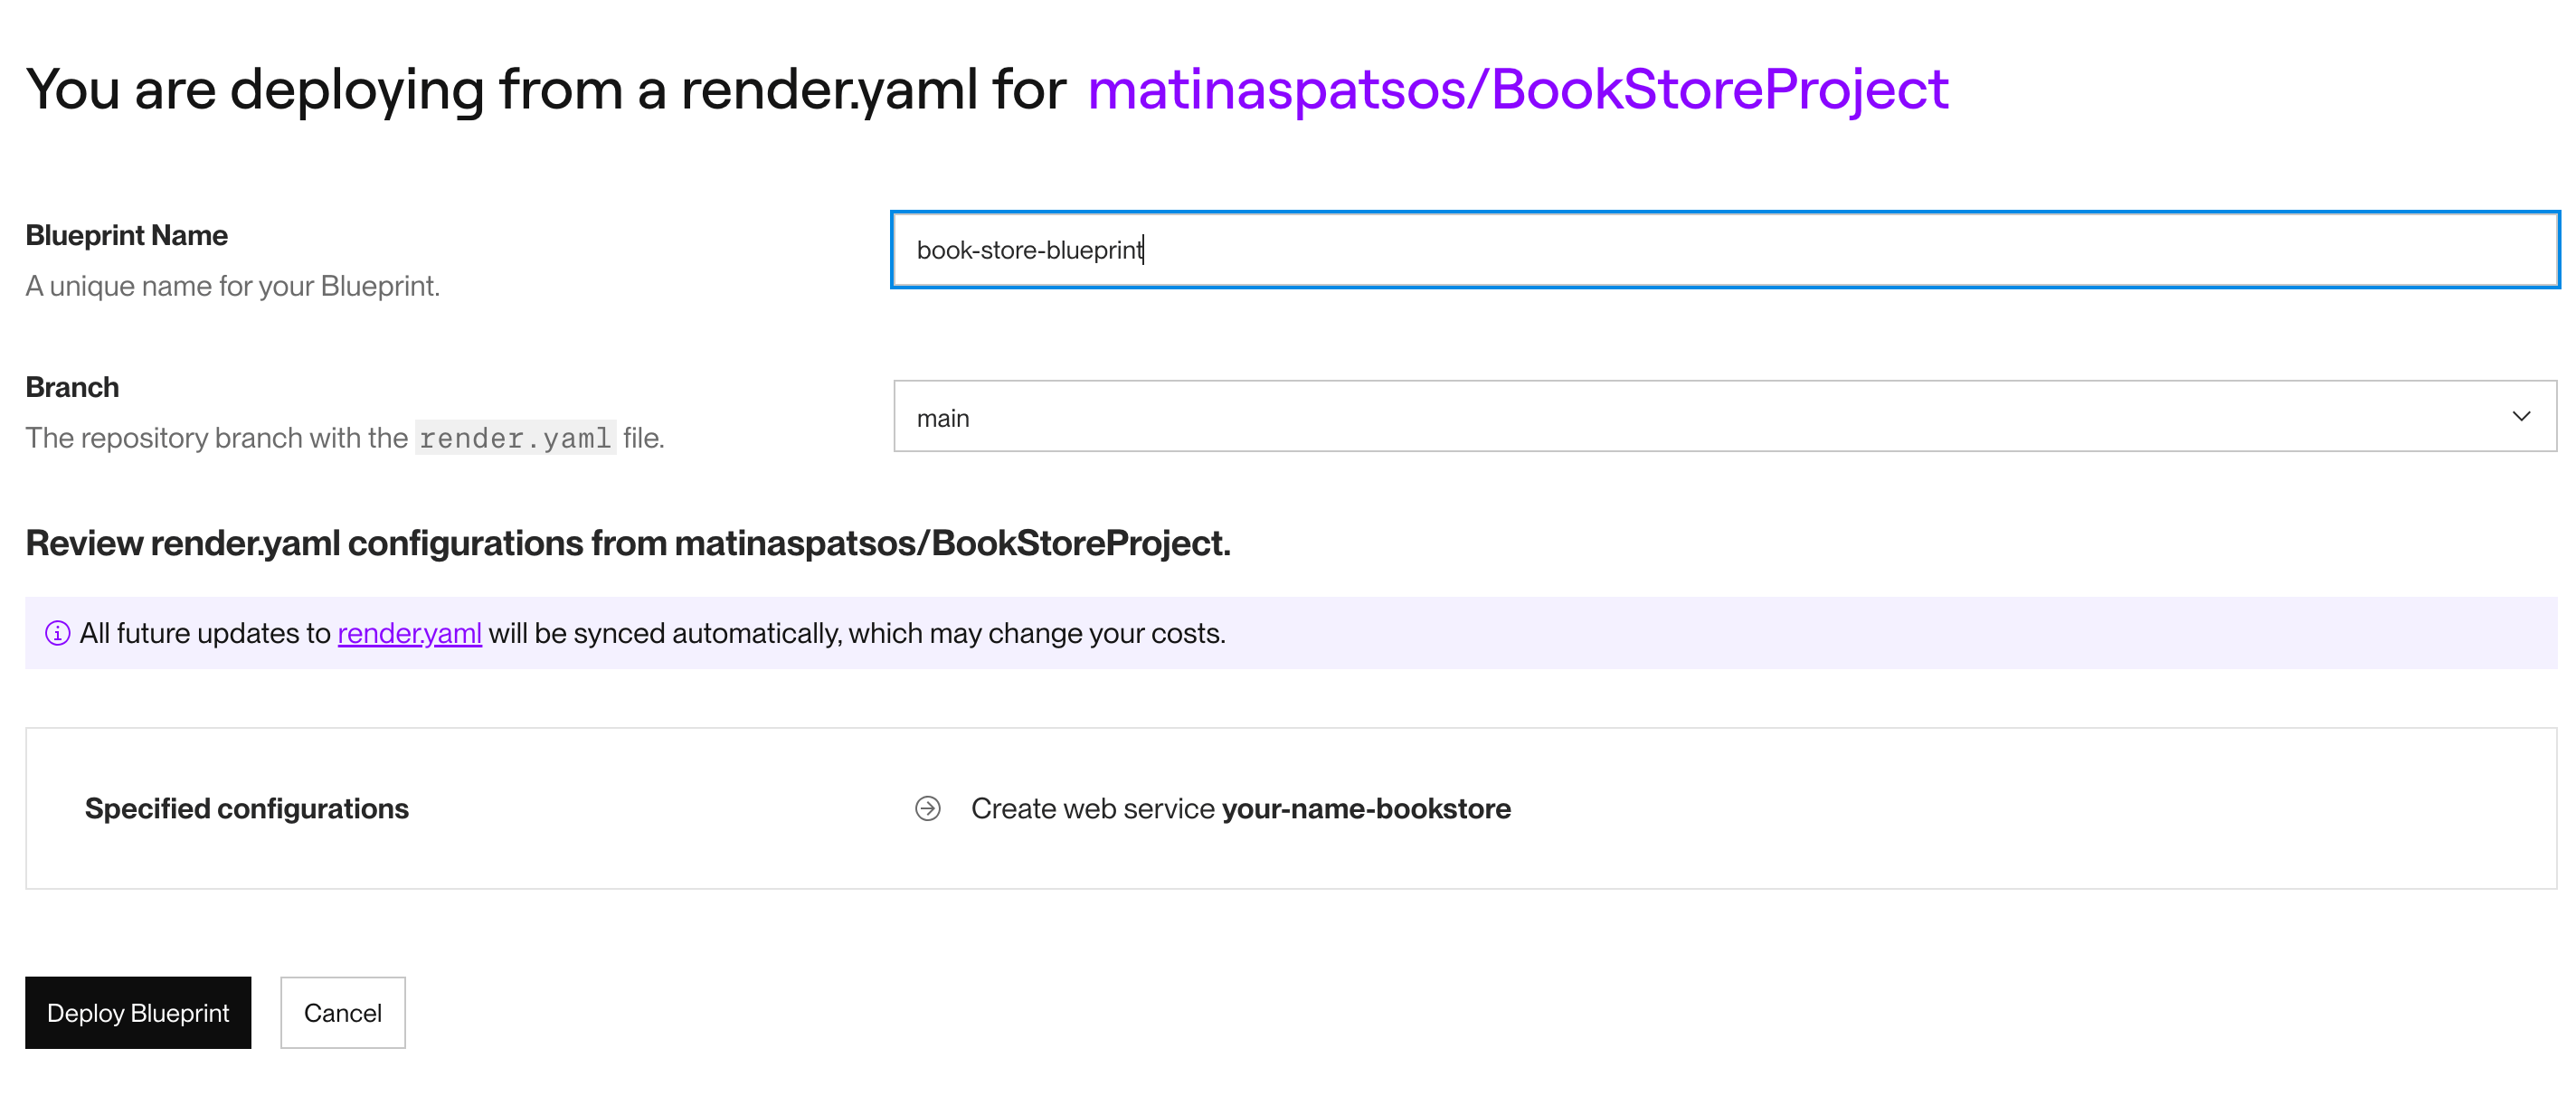 You are deploying from a render.yaml for matinaspatsos/BookStoreProject
Blueprint Name
A unique name for your Blueprint.
book-store-blueprint
Branch
The repository branch with the render.yaml file.
main
Review render.yaml configurations from matinaspatsos/BookStoreProject.
All future updates to render.yaml will be synced automatically, which may change your costs.
Specified configurations
Create web service your-name-bookstore
Deploy Blueprint
Cancel